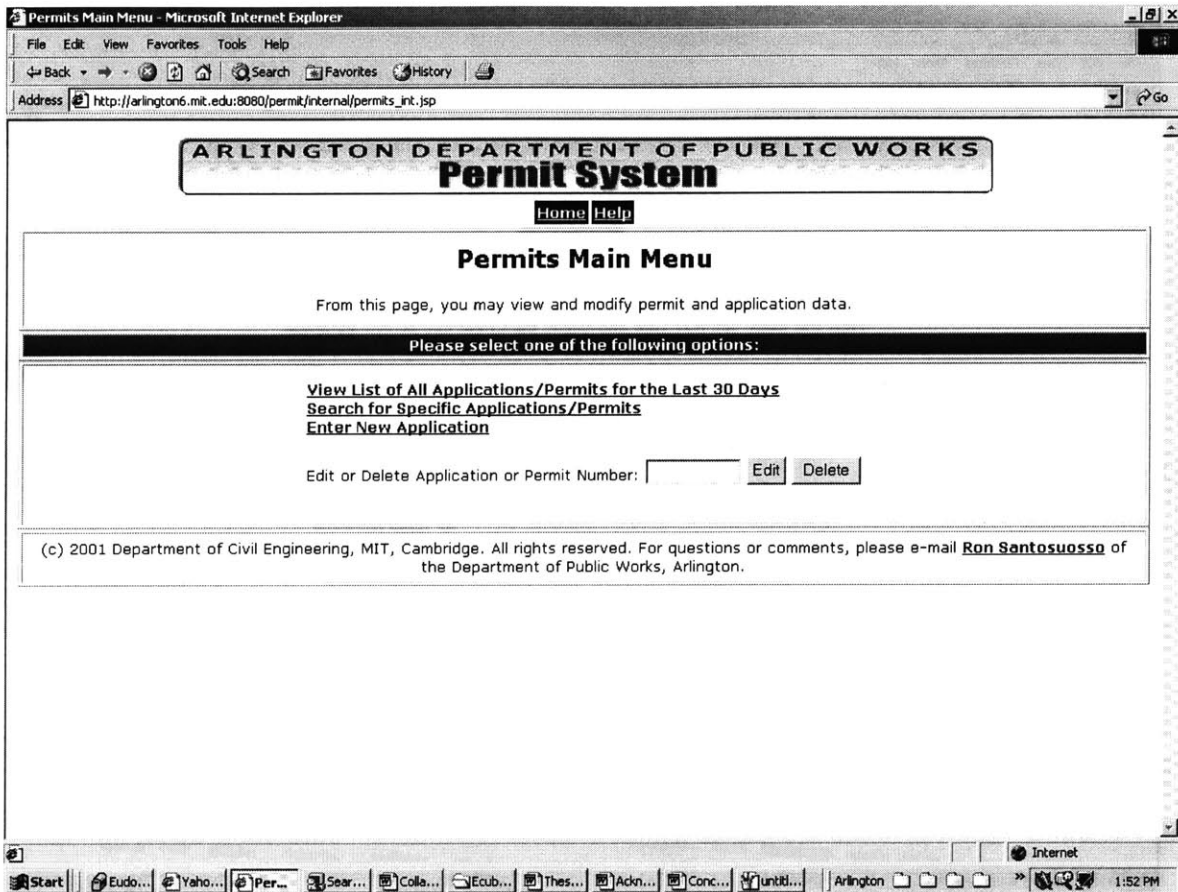 Permits Main Menu - Microsoft Internet Explorer
File Edit View Favorites Tools Help
Back Search Favorites History
Address http://arlington6.mit.edu:8080/permit/internal/permits_int.jsp Go
ARLINGTON DEPARTMENT OF PUBLIC WORKS
Permit System
Home Help
Permits Main Menu
From this page, you may view and modify permit and application data.
Please select one of the following options:
View List of All Applications/Permits for the Last 30 Days
Search for Specific Applications/Permits
Enter New Application
Edit or Delete Application or Permit Number: Edit Delete
(c) 2001 Department of Civil Engineering, MIT, Cambridge. All rights reserved. For questions or comments, please e-mail Ron Santosuosso of
the Department of Public Works, Arlington.
Internet
Start Eudo... Yaho... Per... Sear... Colla... Ecub... Thes... Ackn... Conc... untitl... Arlington » 1:52 PM